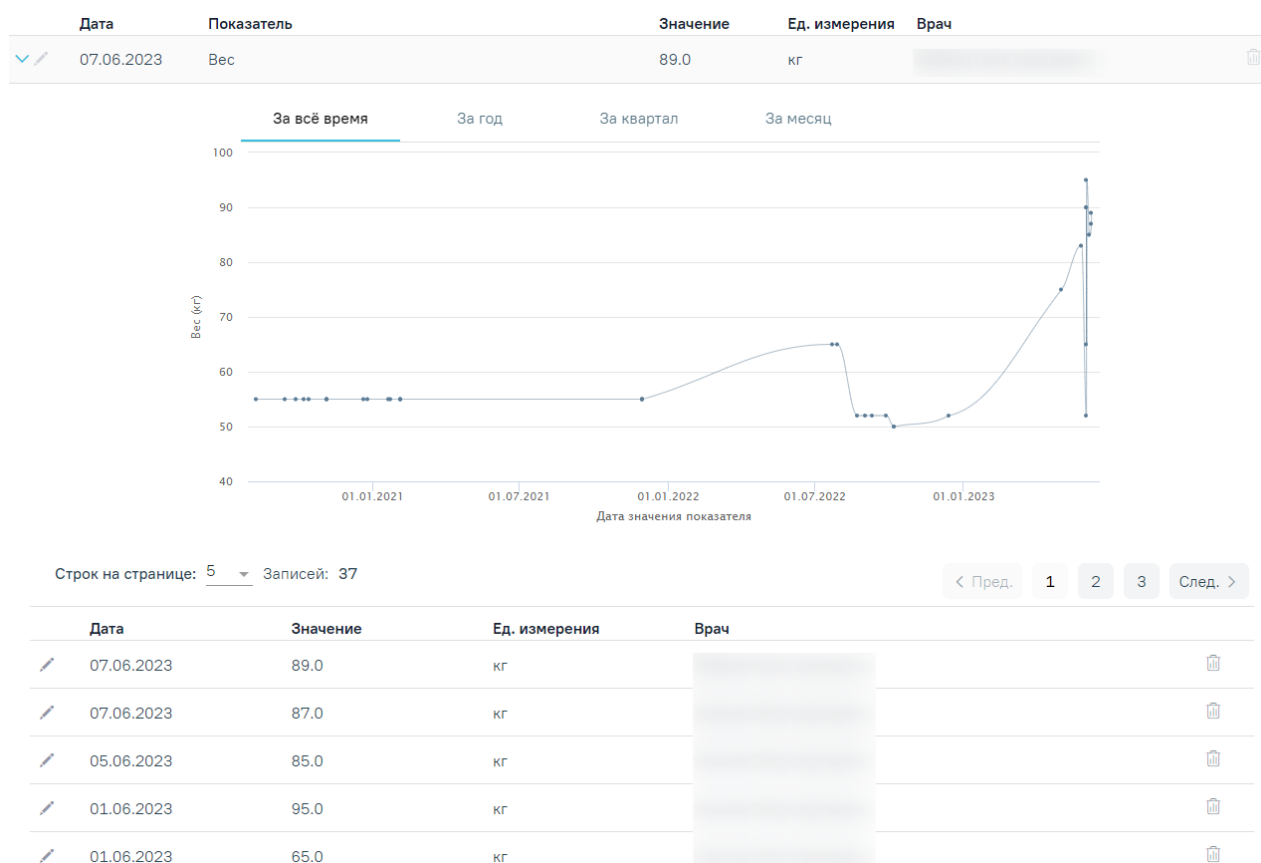 Дата Показатель Значение Ед. измерения Врач
07.06.2023 Вес 89.0 кг
За всё время За год За квартал За месяц
100
90
80
70
60
50
40
Вес (кг)
01.01.2021 01.07.2021 01.01.2022 01.07.2022 01.01.2023
Дата значения показателя
Строк на странице: 5 Записей: 37 < Пред. 1 2 3 След. >
Дата Значение Ед. измерения Врач
07.06.2023 89.0 кг
07.06.2023 87.0 кг
05.06.2023 85.0 кг
01.06.2023 95.0 кг
01.06.2023 65.0 кг